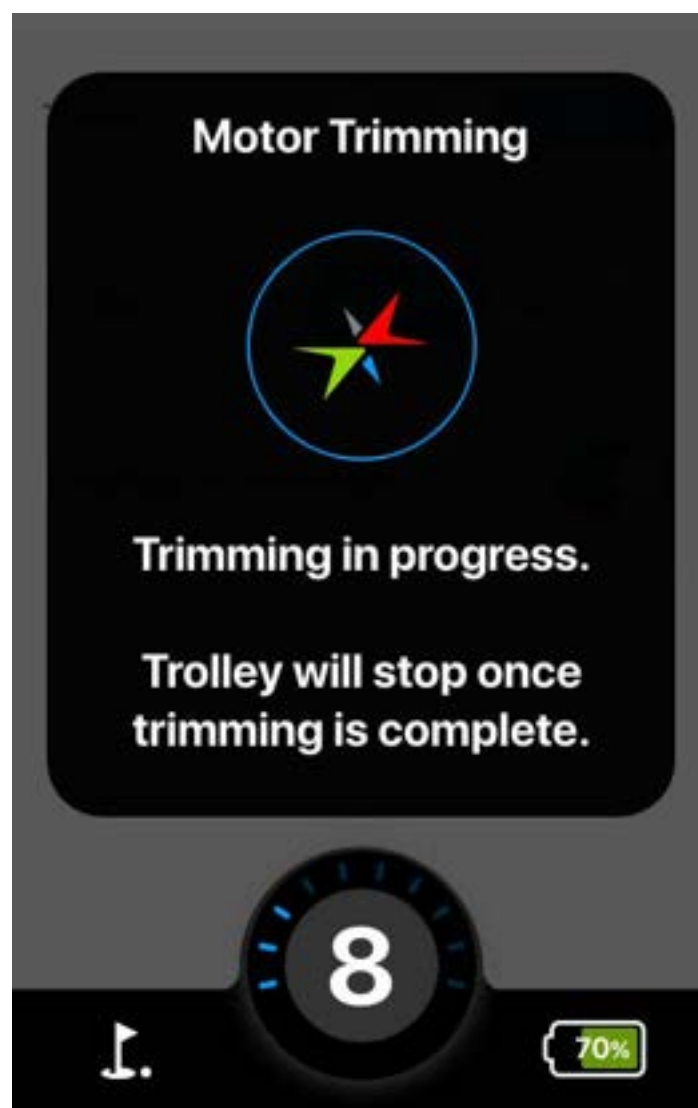 Motor Trimming
Trimming in progress.
Trolley will stop once
trimming is complete.
8
70%